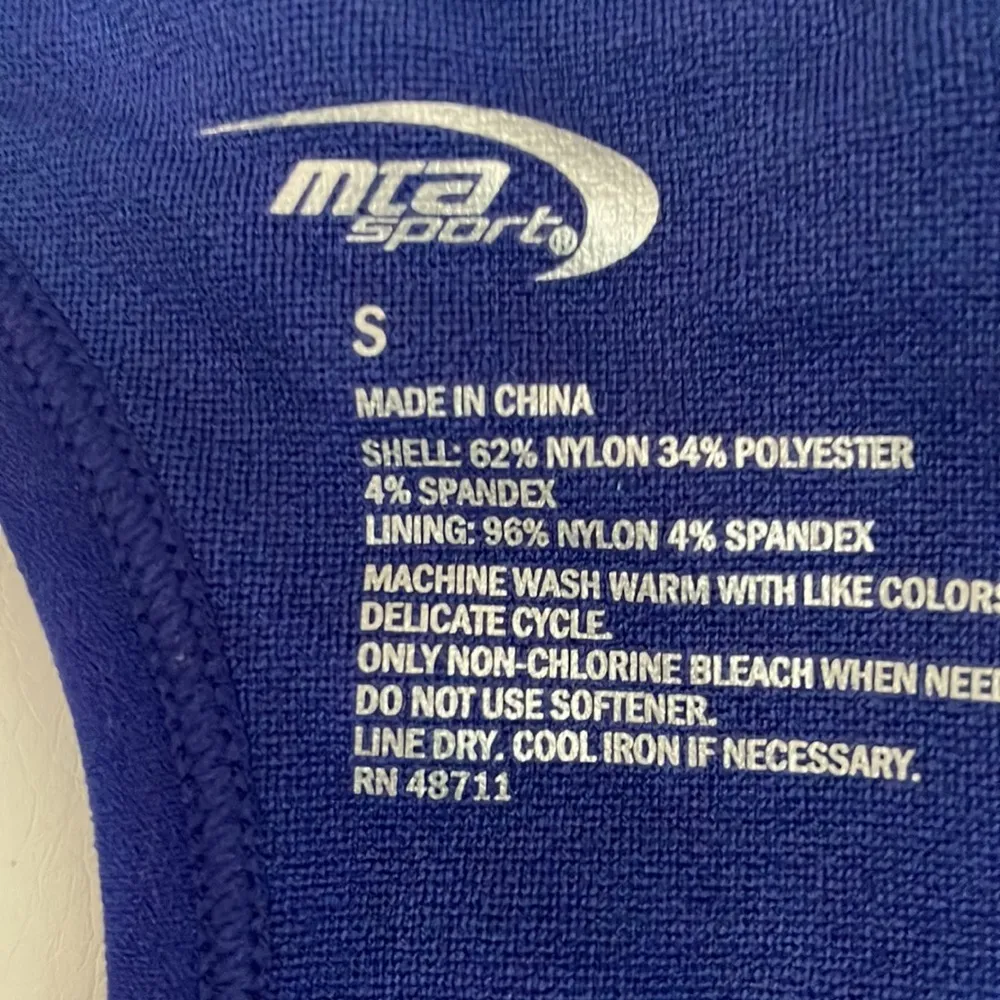 mta
sport®
S
MADE IN CHINA
SHELL: 62% NYLON 34% POLYESTER
4% SPANDEX
LINING: 96% NYLON 4% SPANDEX
MACHINE WASH WARM WITH LIKE COLORS
DELICATE CYCLE.
ONLY NON-CHLORINE BLEACH WHEN NEE
DO NOT USE SOFTENER.
LINE DRY. COOL IRON IF NECESSARY.
RN 48711